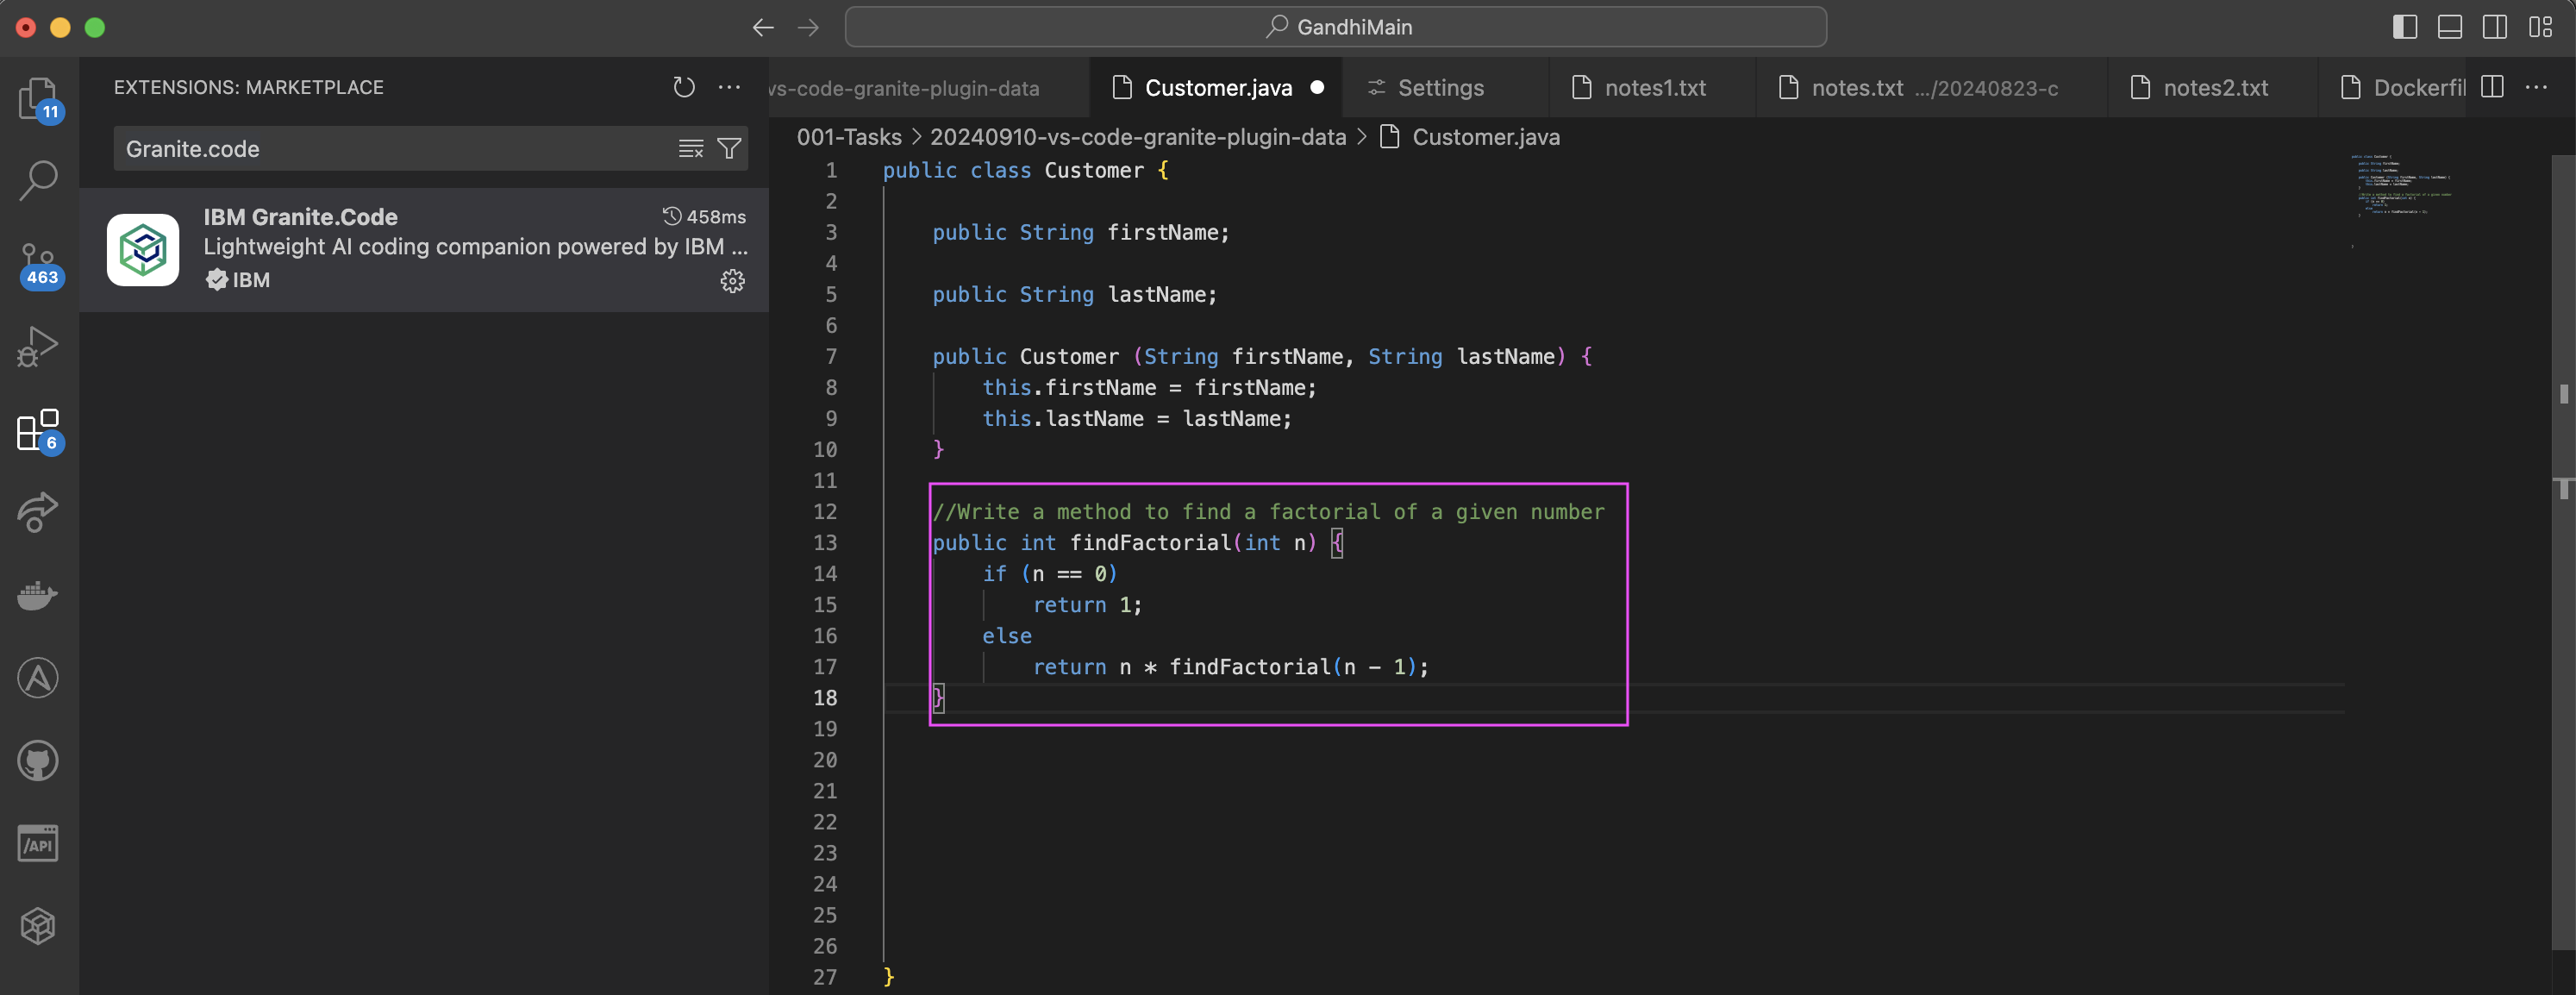 GandhiMain
EXTENSIONS: MARKETPLACE
Granite.code
IBM Granite.Code
458ms
Lightweight AI coding companion powered by IBM ...
IBM
11
463
6
/API
vs-code-granite-plugin-data
Customer.java
Settings
notes1.txt
notes.txt .../20240823-c
notes2.txt
Dockerfil
001-Tasks > 20240910-vs-code-granite-plugin-data > Customer.java
1 public class Customer {
2
3 public String firstName;
4
5 public String lastName;
6
7 public Customer (String firstName, String lastName) {
8 this.firstName = firstName;
9 this.lastName = lastName;
10 }
11
12 //Write a method to find a factorial of a given number
13 public int findFactorial(int n) {
14 if (n == 0)
15 return 1;
16 else
17 return n * findFactorial(n - 1);
18 }
19
20
21
22
23
24
25
26
27 }